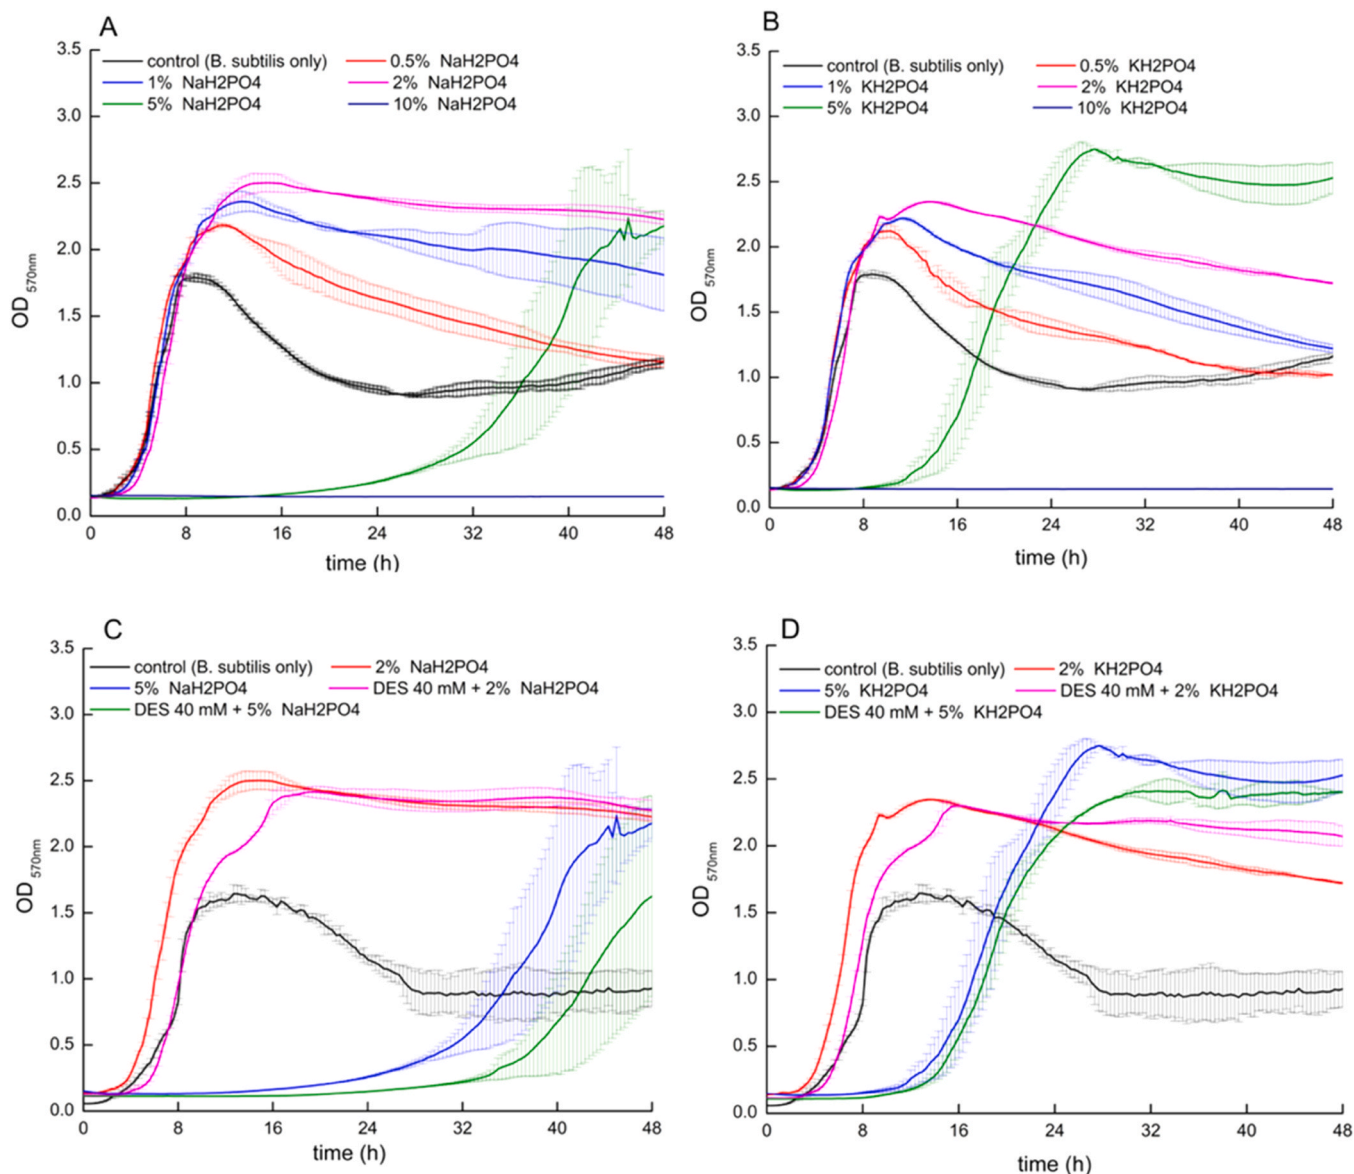 A
3.5
control (B. subtilis only) 0.5% NaH2PO4
1% NaH2PO4 2% NaH2PO4
5% NaH2PO4 10% NaH2PO4
3.0
2.5
2.0
1.5
1.0
0.5
0.0
OD570nm
0 8 16 24 32 40 48
time (h)
B
3.5
control (B. subtilis only) 0.5% KH2PO4
1% KH2PO4 2% KH2PO4
5% KH2PO4 10% KH2PO4
3.0
2.5
2.0
1.5
1.0
0.5
0.0
OD570nm
0 8 16 24 32 40 48
time (h)
C
3.5
control (B. subtilis only) 2% NaH2PO4
5% NaH2PO4 DES 40 mM + 2% NaH2PO4
DES 40 mM + 5% NaH2PO4
3.0
2.5
2.0
1.5
1.0
0.5
0.0
OD570nm
0 8 16 24 32 40 48
time (h)
D
3.5
control (B. subtilis only) 2% KH2PO4
5% KH2PO4 DES 40 mM + 2% KH2PO4
DES 40 mM + 5% KH2PO4
3.0
2.5
2.0
1.5
1.0
0.5
0.0
OD570nm
0 8 16 24 32 40 48
time (h)